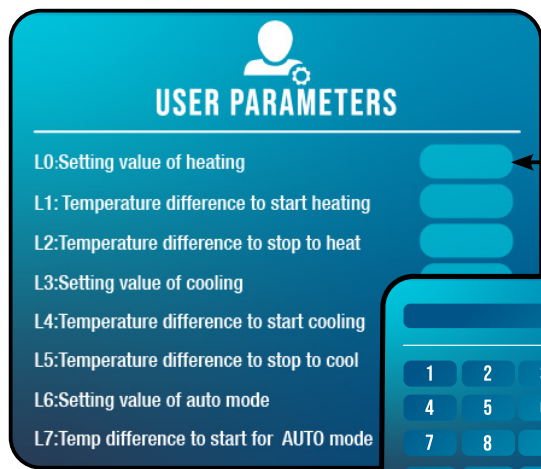 USER PARAMETERS
L0:Setting value of heating
L1: Temperature difference to start heating
L2:Temperature difference to stop to heat
L3:Setting value of cooling
L4:Temperature difference to start cooling
L5:Temperature difference to stop to cool
L6:Setting value of auto mode
L7:Temp difference to start for AUTO mode
1 2
4 5
7 8